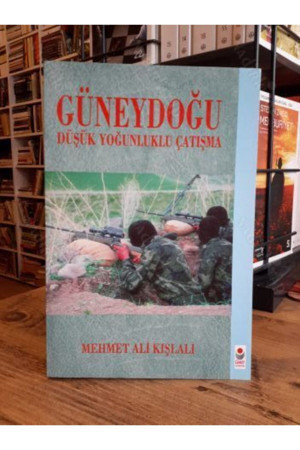 GÜNEYDOĞU
DÜŞÜK YOĞUNLUKLU ÇATIŞMA
MEHMET ALİ KIŞLALI